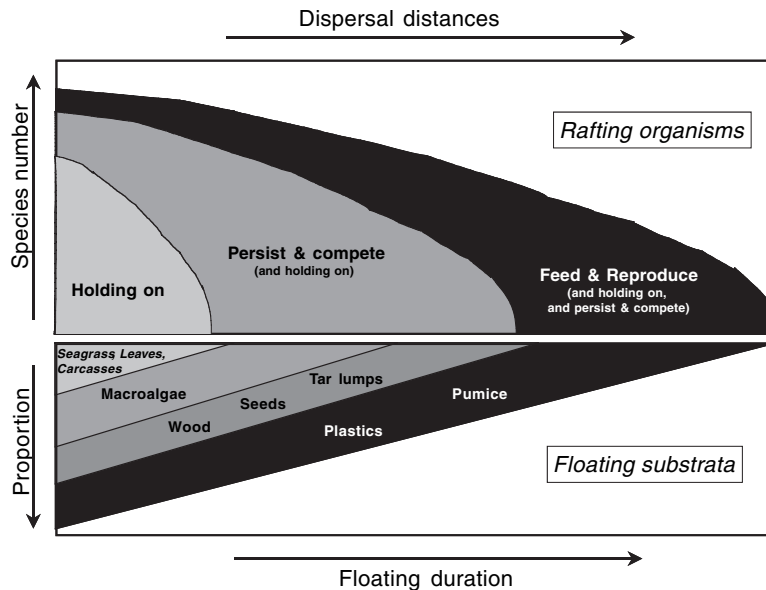 Dispersal distances
Species number
Rafting organisms
Persist & compete
(and holding on)
Holding on
Feed & Reproduce
(and holding on,
and persist & compete)
Seagrass, Leaves,
Carcasses
Macroalgae
Tar lumps
Seeds
Wood
Pumice
Plastics
Proportion
Floating substrata
Floating duration